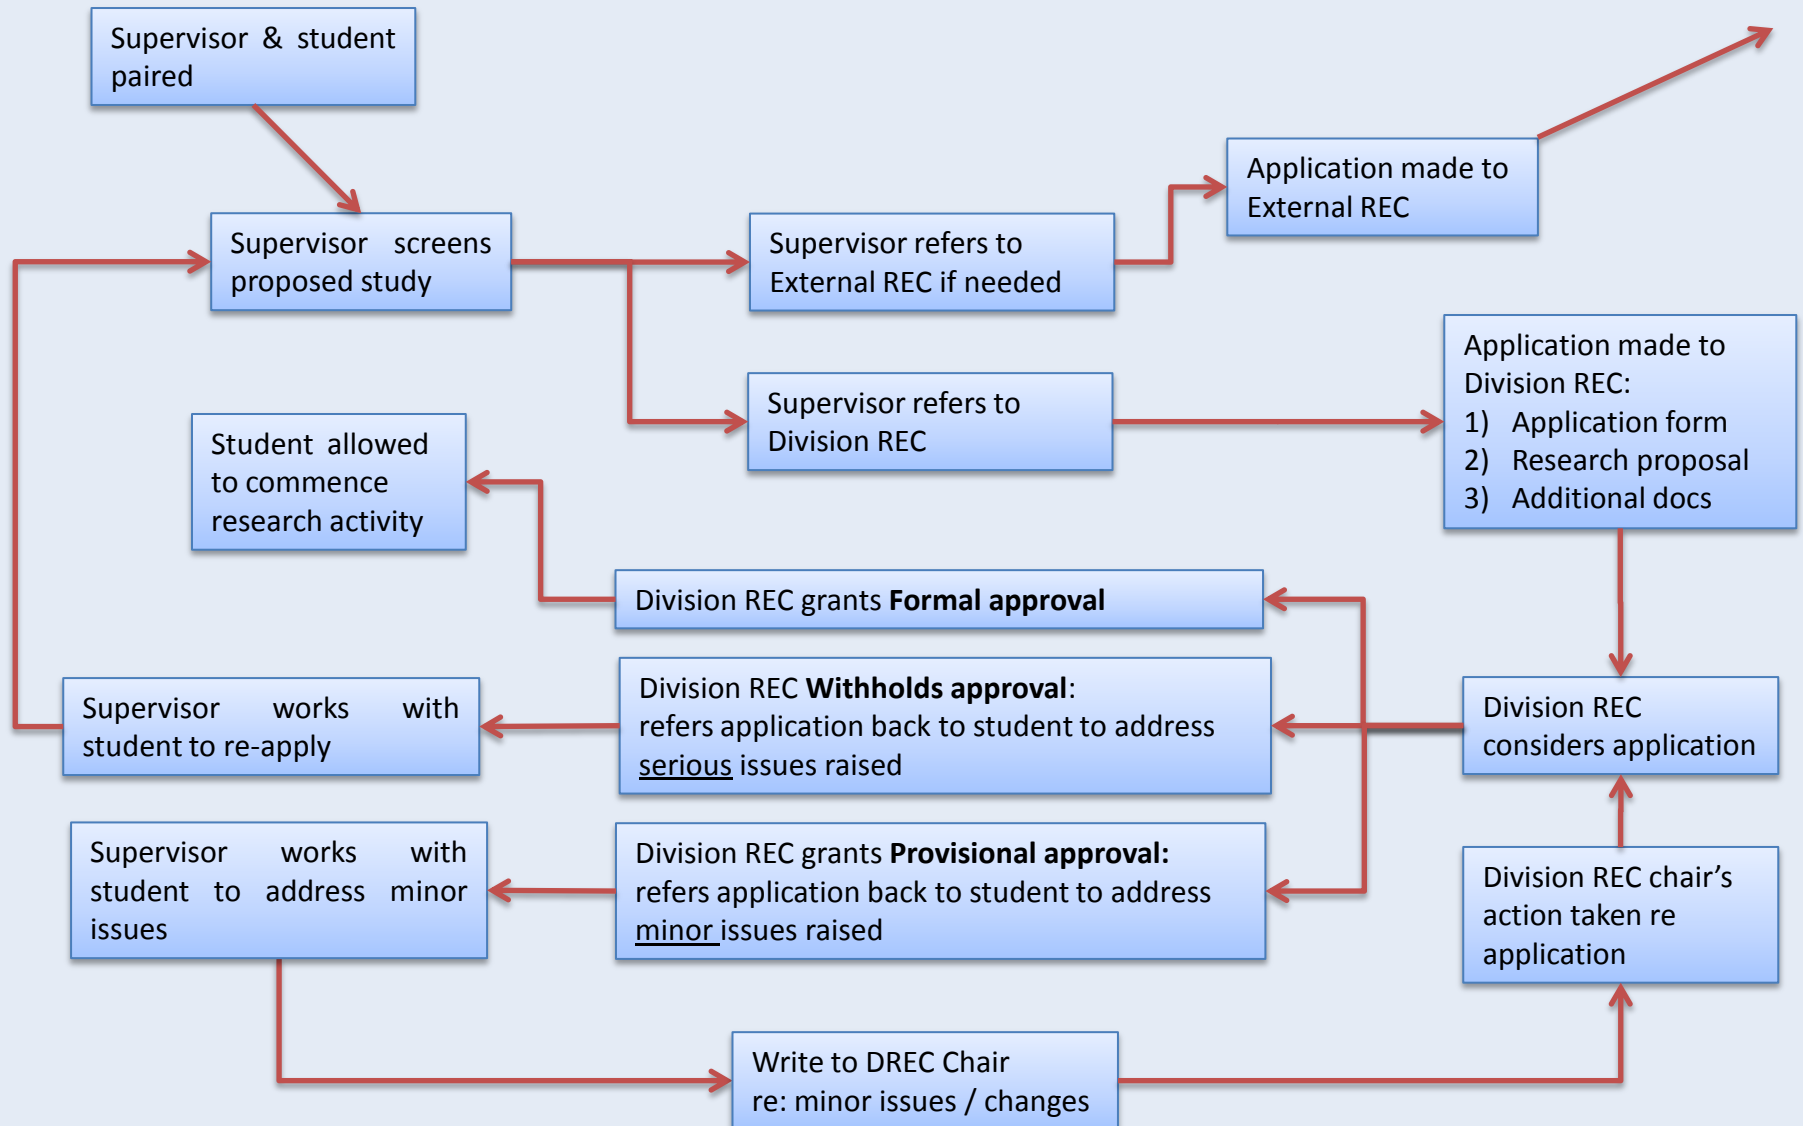 Supervisor & student
paired
Application made to
External REC
Supervisor screens
proposed study
Supervisor refers to
External REC if needed
Application made to
Division REC:
1) Application form
2) Research proposal
3) Additional docs
Supervisor refers to
Division REC
Student allowed
to commence
research activity
Division REC grants Formal approval
Division REC Withholds approval:
refers application back to student to address
serious issues raised
Supervisor works with
student to re-apply
Division REC
considers application
Supervisor works with
student to address minor
issues
Division REC grants Provisional approval:
refers application back to student to address
minor issues raised
Division REC chair’s
action taken re
application
Write to DREC Chair
re: minor issues / changes